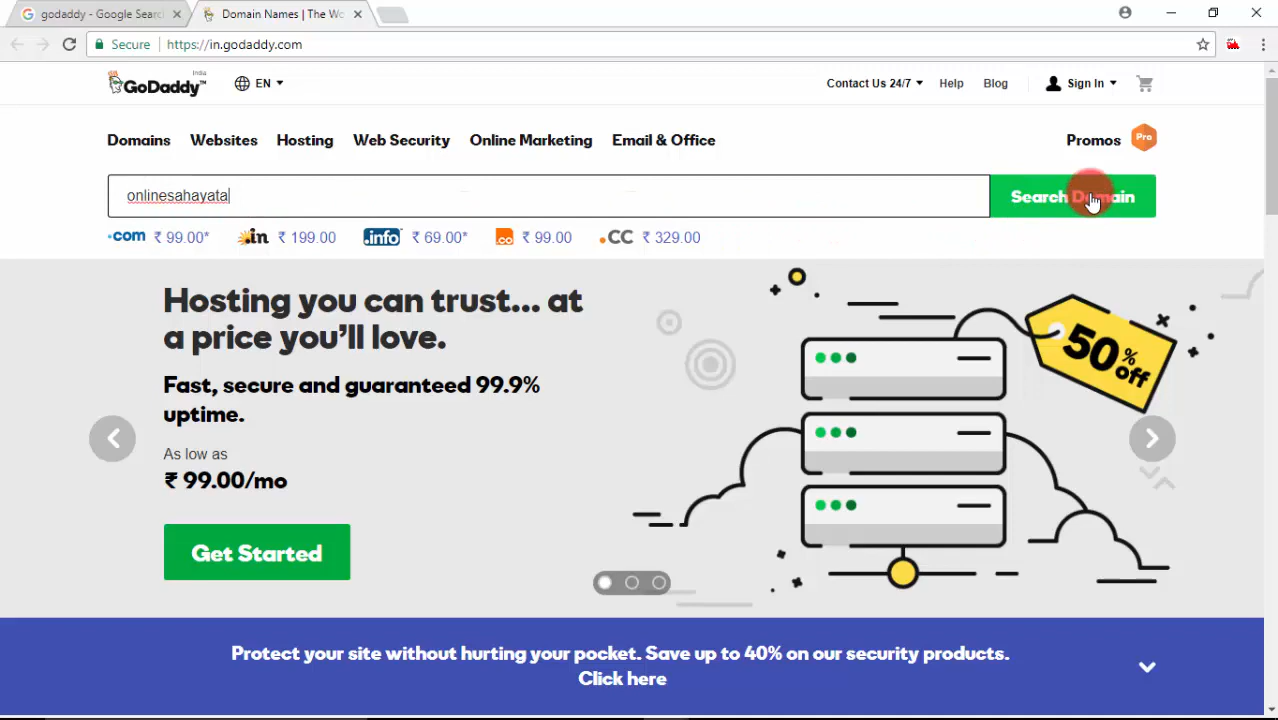 godaddy - Google Searc
Domain Names | The Wo
Secure
https://in.godaddy.com
India
GoDaddy™
EN
Contact Us 24/7
Help
Blog
Sign In
Domains
Websites
Hosting
Web Security
Online Marketing
Email & Office
Promos
Pro
onlinesahayata
Search Domain
.com ₹ 99.00*
.in ₹ 199.00
.info ₹ 69.00*
.co ₹ 99.00
.CC ₹ 329.00
Hosting you can trust... at
a price you'll love.
Fast, secure and guaranteed 99.9%
uptime.
As low as
₹ 99.00/mo
Get Started
50% off
Protect your site without hurting your pocket. Save up to 40% on our security products.
Click here